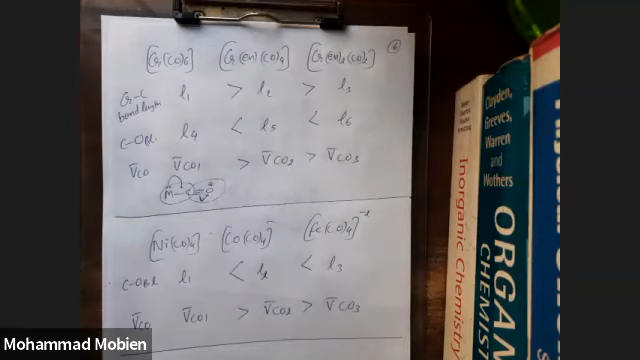 [Cr(CO)6] [Cr(en)(CO)4] [Cr(en)2(CO)2] 6
Cr-C bond length l1 > l2 > l3
C-OBL l4 < l5 < l6
ν̅CO ν̅CO1 > ν̅CO2 > ν̅CO3
M-C≡O
[Ni(CO)4] [Co(CO)4]⁻ [Fe(CO)4]⁻²
C-OBL l1 < l2 < l3
ν̅CO ν̅CO1 > ν̅CO2 > ν̅CO3
Inorganic Chemistry
Clayden,
Greeves,
Warren
and
Wothers
ORGANIC
CHEMISTRY
Mohammad Mobien